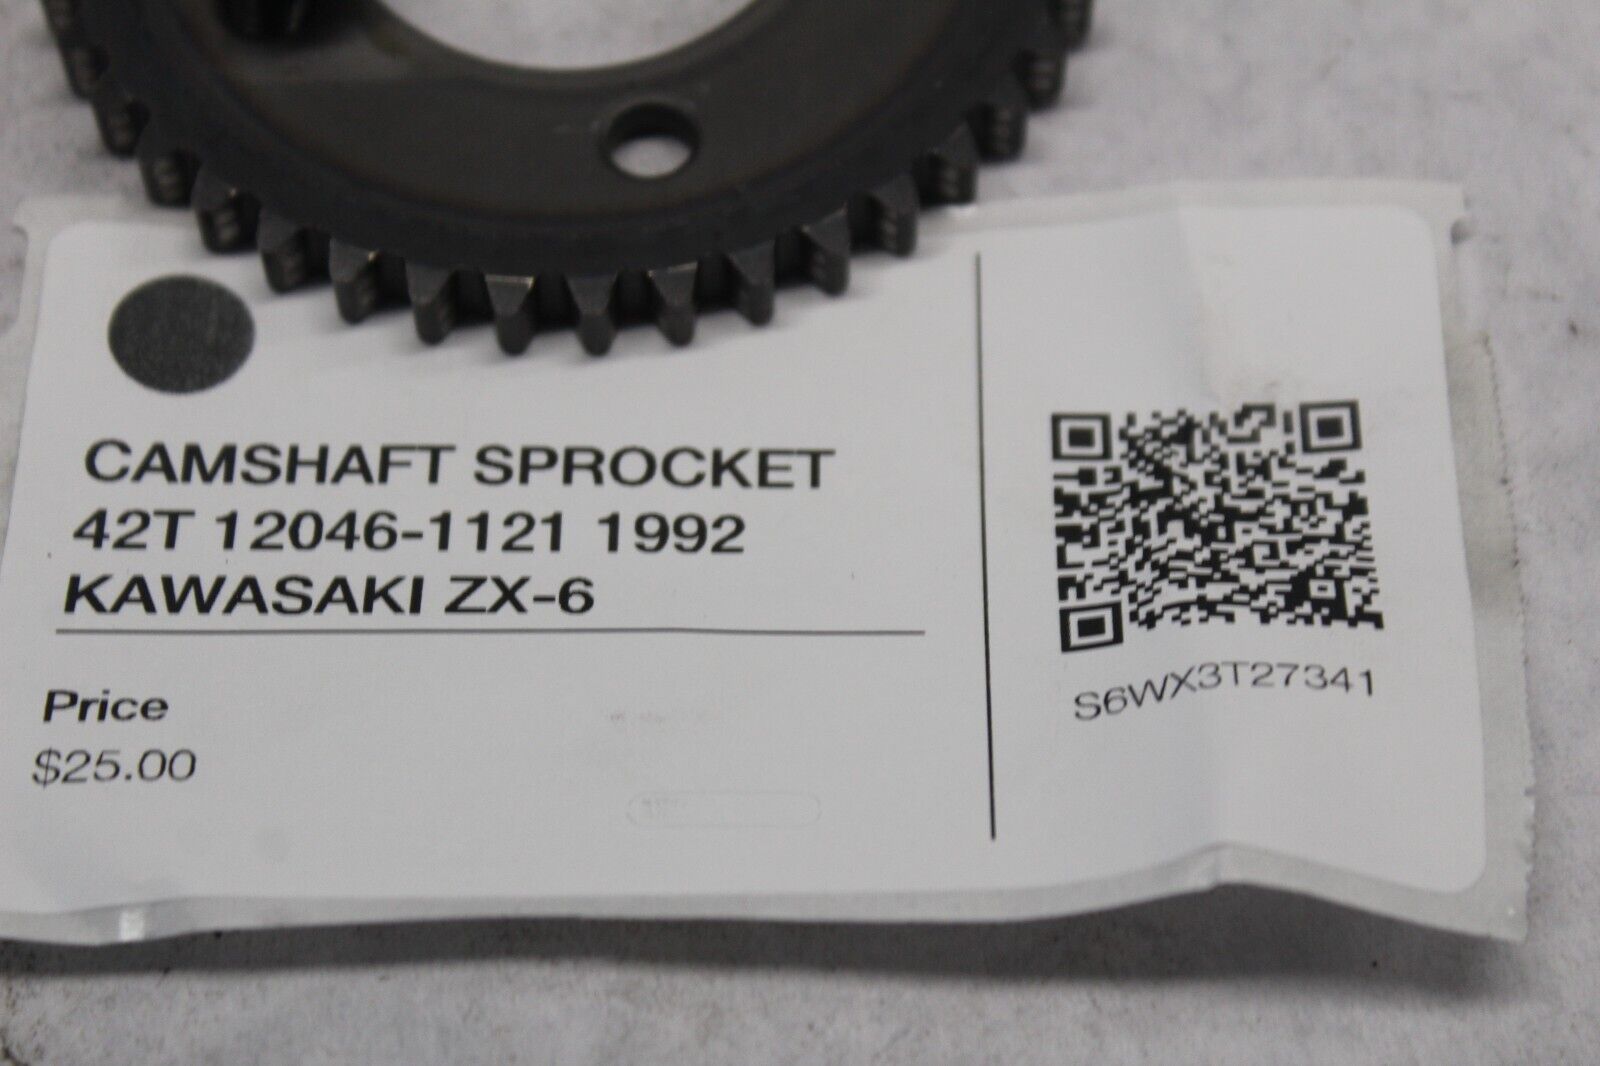 CAMSHAFT SPROCKET
42T 12046-1121 1992
KAWASAKI ZX-6
Price
$25.00
S6WX3T27341